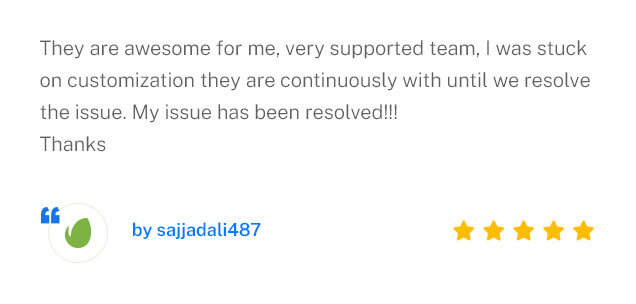 They are awesome for me, very supported team, I was stuck
on customization they are continuously with until we resolve
the issue. My issue has been resolved!!!
Thanks
by sajjadali487